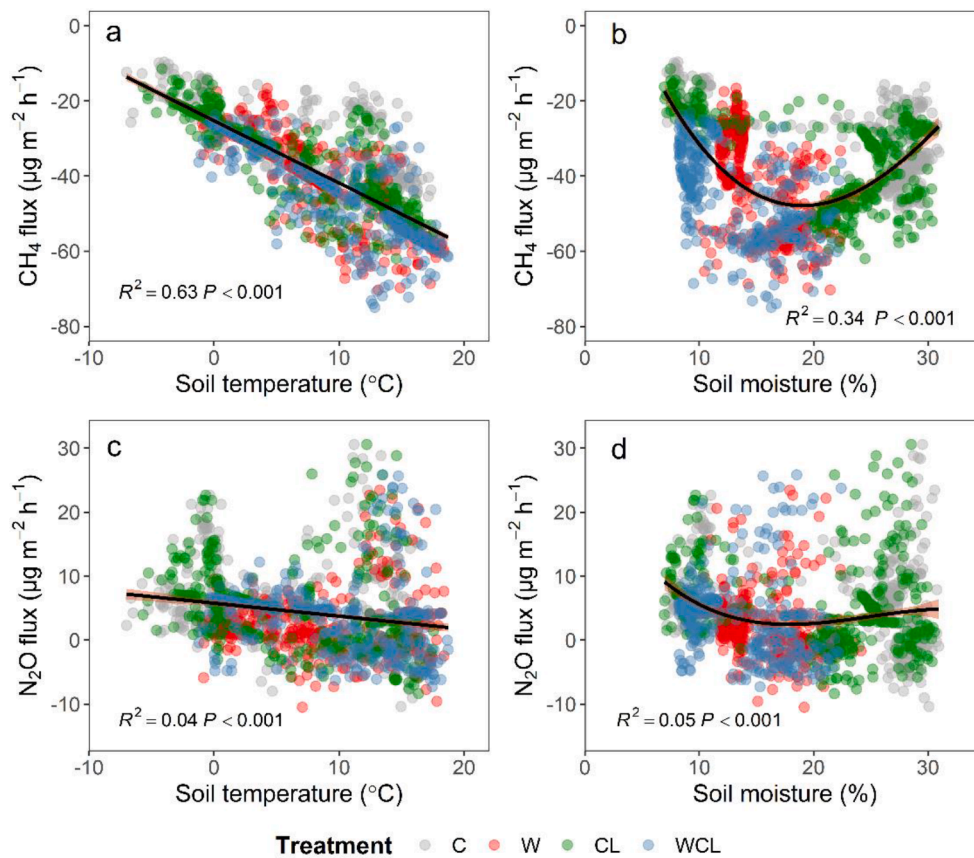 a
b
0
-20
-40
-60
-80
CH₄ flux (µg m⁻² h⁻¹)
R² = 0.63 P < 0.001
-10
0
10
20
Soil temperature (°C)
0
-20
-40
-60
-80
CH₄ flux (µg m⁻² h⁻¹)
R² = 0.34 P < 0.001
0
10
20
30
Soil moisture (%)
c
d
30
20
10
0
-10
N₂O flux (µg m⁻² h⁻¹)
R² = 0.04 P < 0.001
-10
0
10
20
Soil temperature (°C)
30
20
10
0
-10
N₂O flux (µg m⁻² h⁻¹)
R² = 0.05 P < 0.001
0
10
20
30
Soil moisture (%)
Treatment C W CL WCL